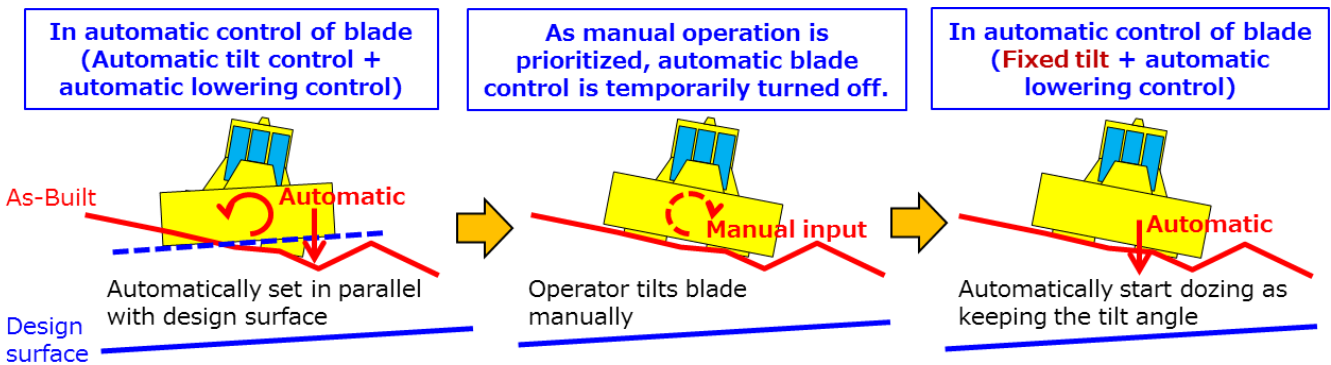 In automatic control of blade
(Automatic tilt control +
automatic lowering control)
As manual operation is
prioritized, automatic blade
control is temporarily turned off.
In automatic control of blade
(Fixed tilt + automatic
lowering control)
As-Built
Automatic
Manual input
Automatic
Automatically set in parallel
with design surface
Operator tilts blade
manually
Automatically start dozing as
keeping the tilt angle
Design
surface